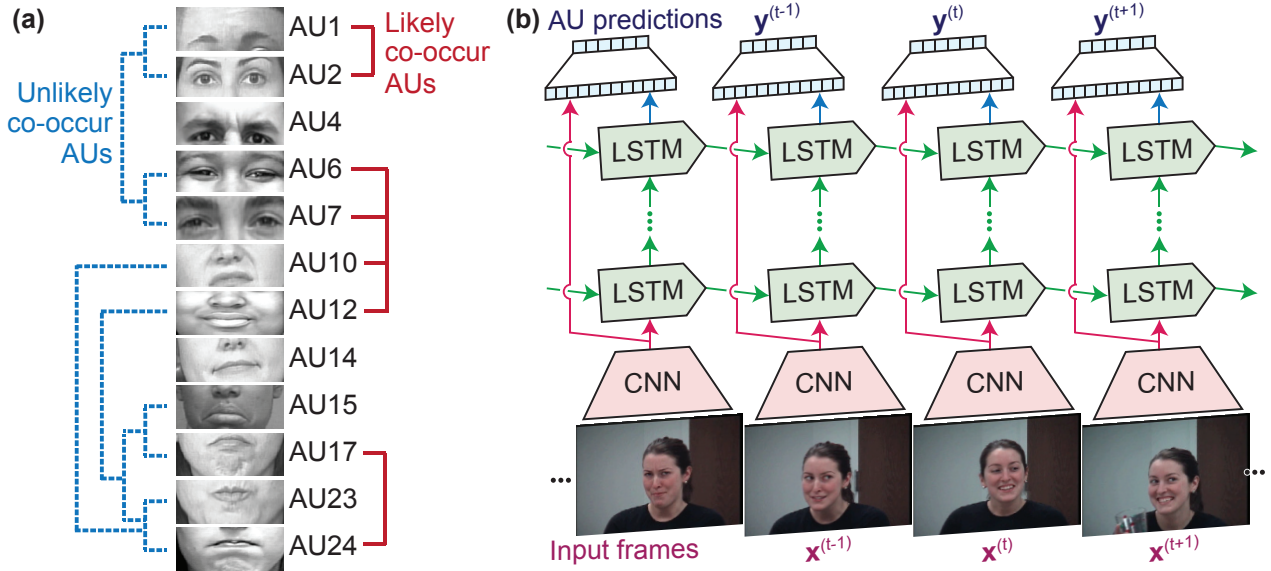 (a)
AU1
AU2
AU4
AU6
AU7
AU10
AU12
AU14
AU15
AU17
AU23
AU24
Likely
co-occur
AUs
Unlikely
co-occur
AUs
(b) AU predictions
y(t-1)
y(t)
y(t+1)
LSTM LSTM LSTM LSTM
LSTM LSTM LSTM LSTM
CNN CNN CNN CNN
... ...
Input frames
x(t-1)
x(t)
x(t+1)